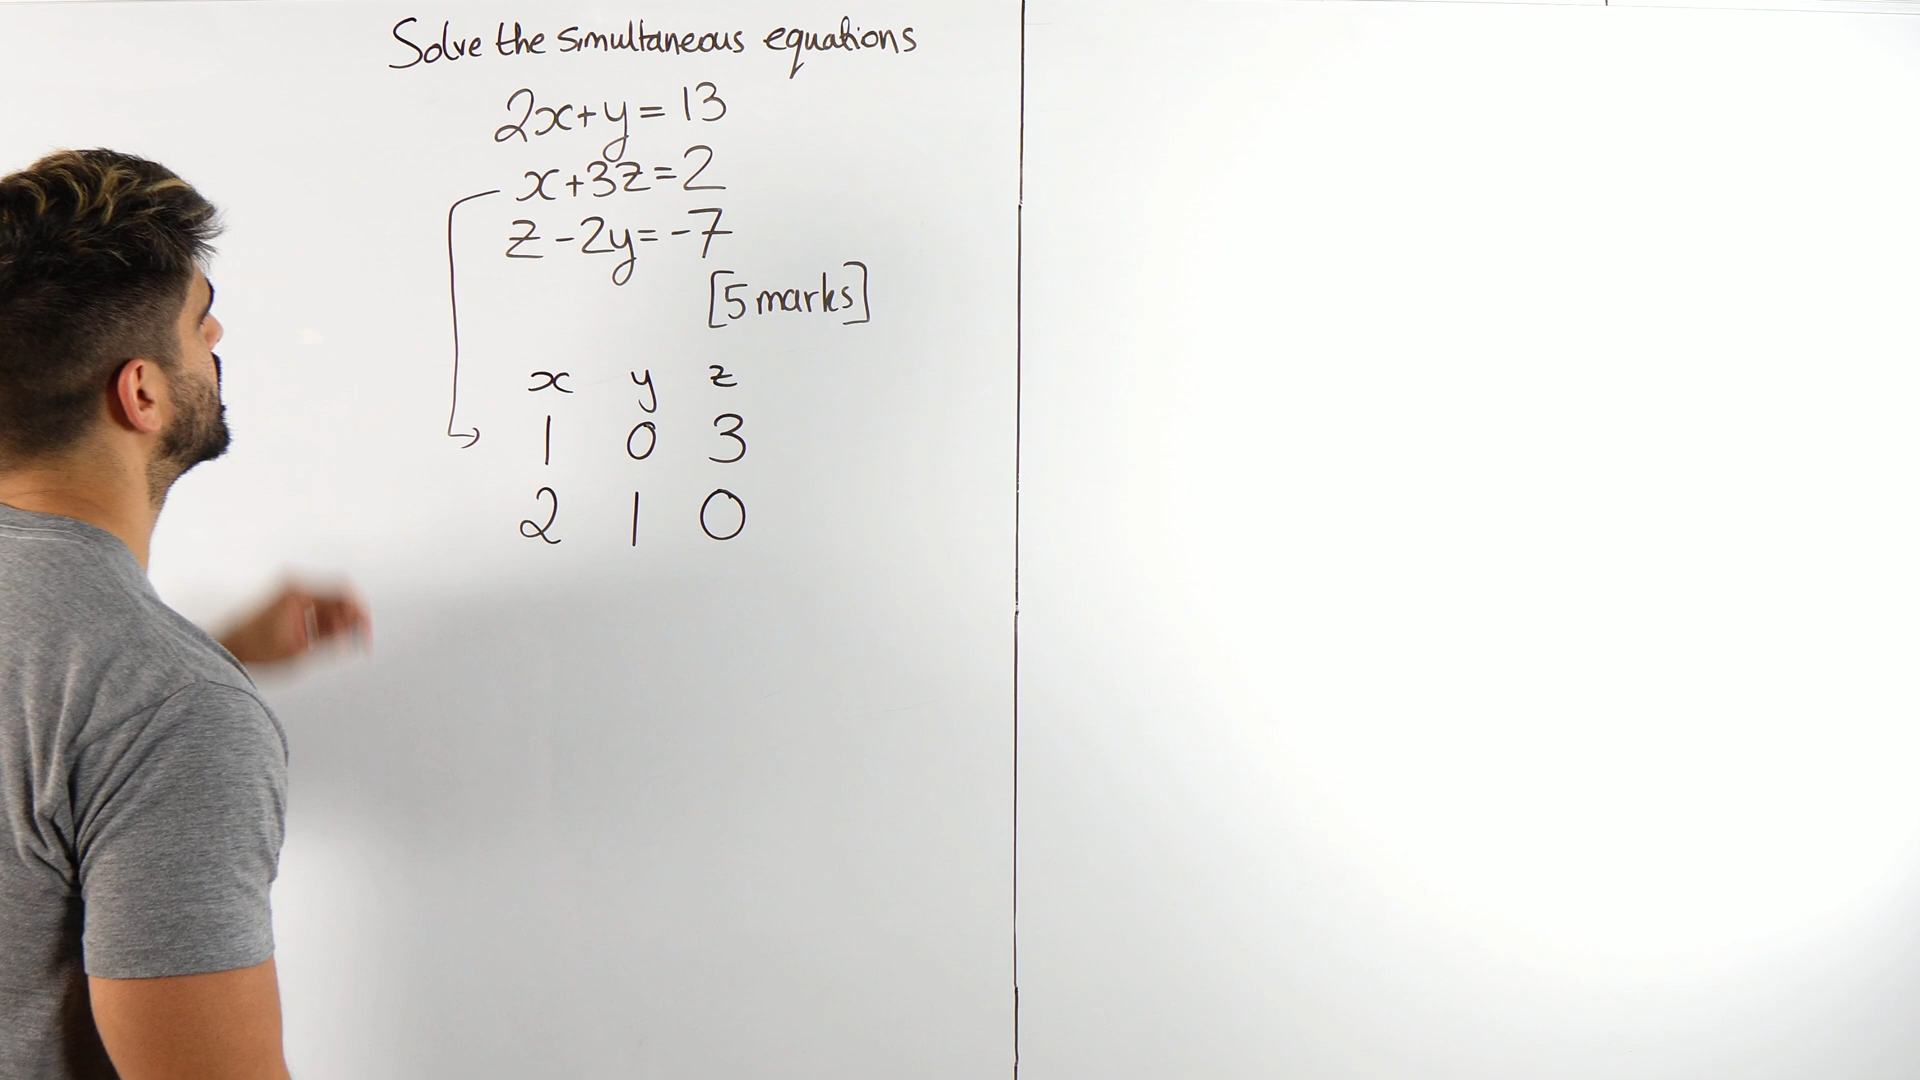 Solve the simultaneous equations
2x+y=13
x+3z=2
z-2y=-7
[5 marks]
x y z
1 0 3
2 1 0